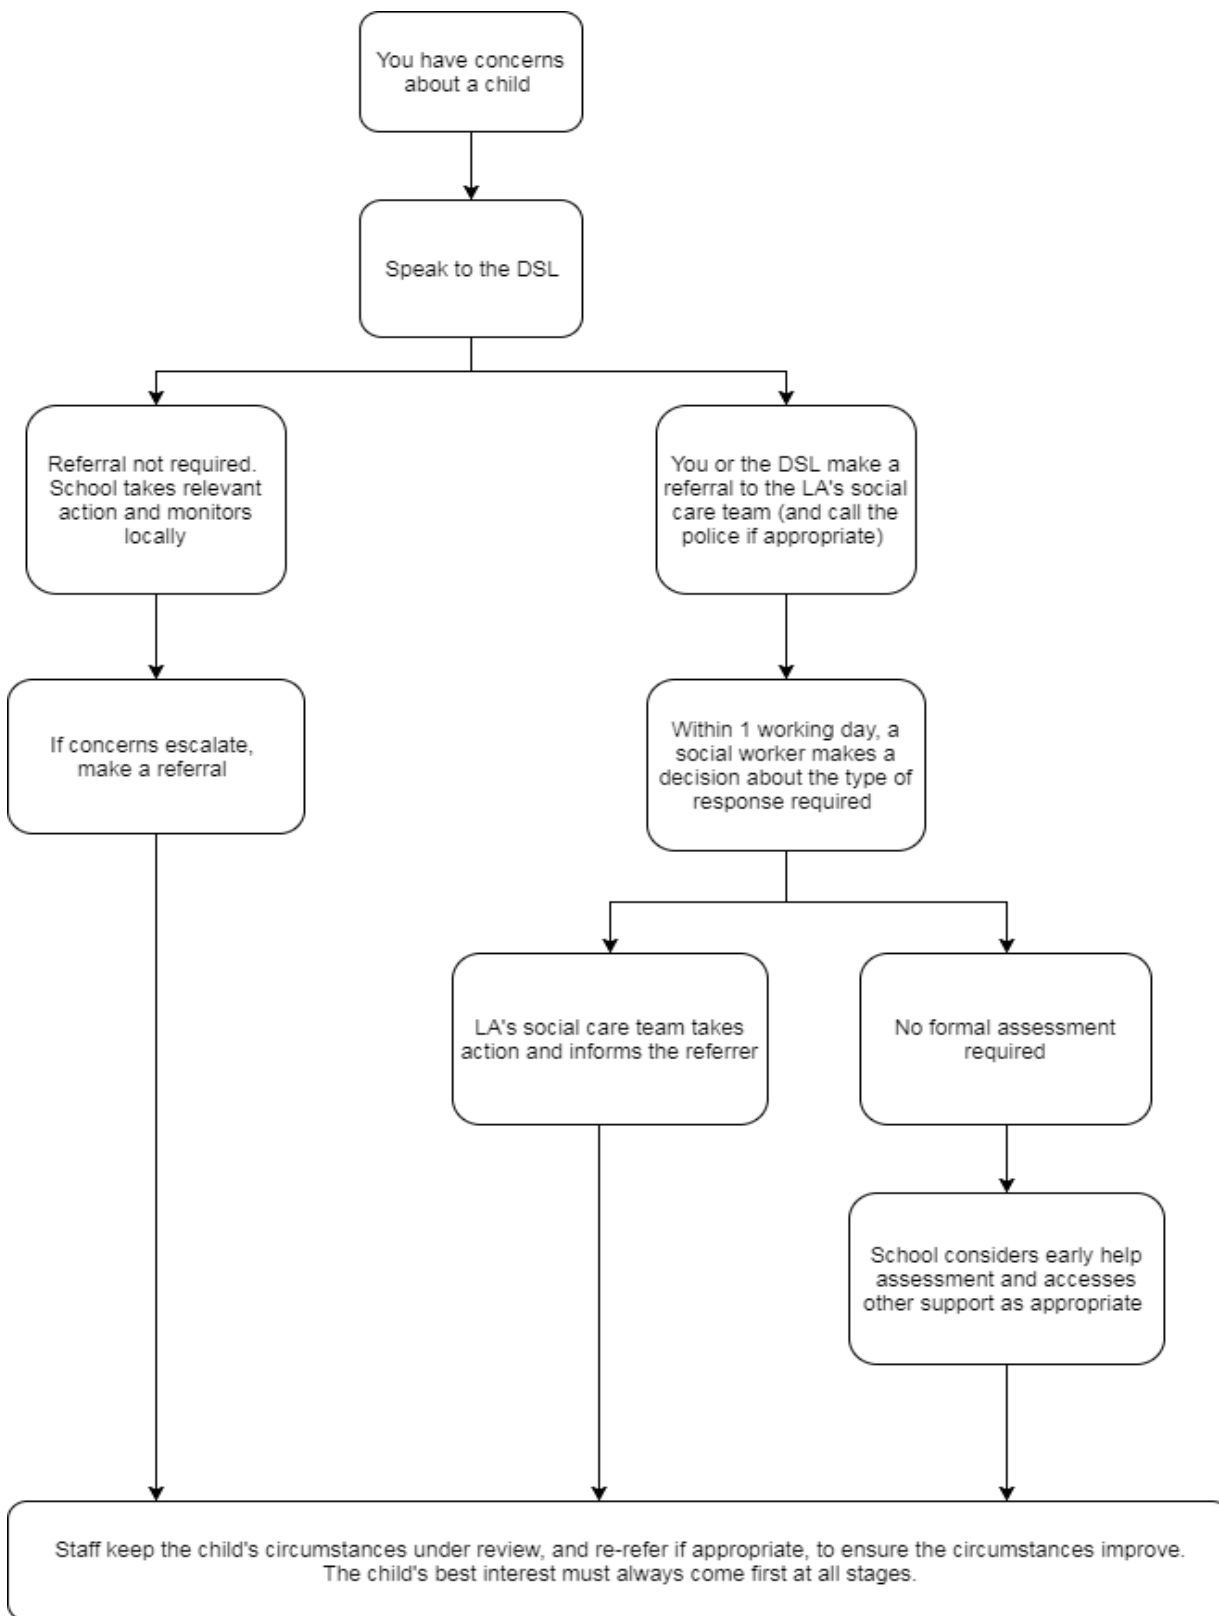 You have concerns
about a child
Speak to the DSL
Referral not required.
School takes relevant
action and monitors
locally
You or the DSL make a
referral to the LA's social
care team (and call the
police if appropriate)
If concerns escalate,
make a referral
Within 1 working day, a
social worker makes a
decision about the type of
response required
LA's social care team takes
action and informs the referrer
No formal assessment
required
School considers early help
assessment and accesses
other support as appropriate
Staff keep the child's circumstances under review, and re-refer if appropriate, to ensure the circumstances improve.
The child's best interest must always come first at all stages.